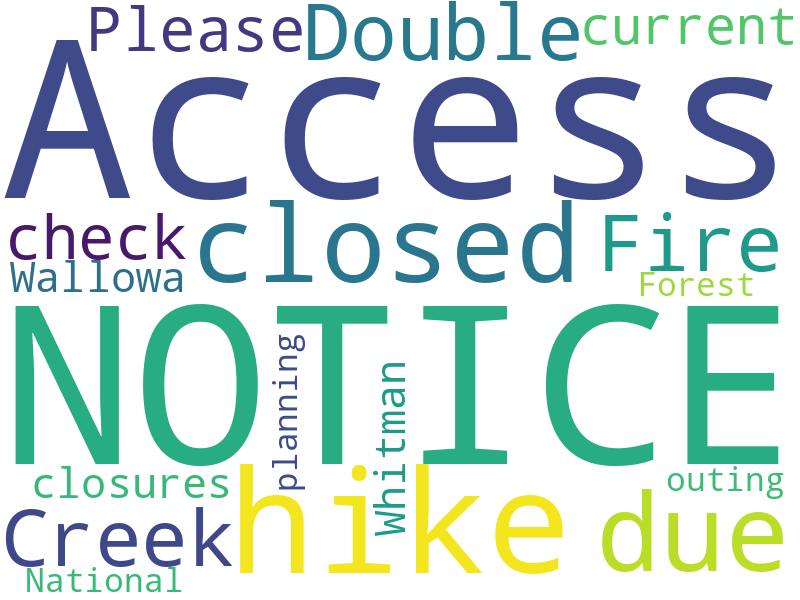 Please Double current
Access
check closed Fire
Wallowa Forest
NOTICE
planning
Whitman
closures hike outing
Creek due
National